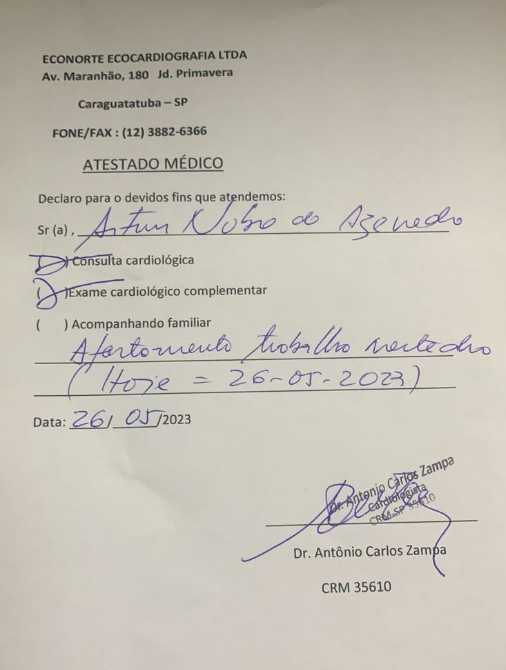 ECONORTE ECOCARDIOGRAFIA LTDA
Av. Maranhão, 180 Jd. Primavera
Caraguatatuba – SP
FONE/FAX : (12) 3882-6366
ATESTADO MÉDICO
Declaro para o devidos fins que atendemos:
Sr (a) , Artur Nobre de Azevedo
( ) Consulta cardiológica
( )Exame cardiológico complementar
( ) Acompanhando familiar
Afastamento trabalho neste dia
( Hoje = 26-05-2023)
Data: 26/ 05 /2023
Dr. Antonio Carlos Zampa
Cardiologista
CRM-SP 35610
Dr. Antônio Carlos Zampa
CRM 35610